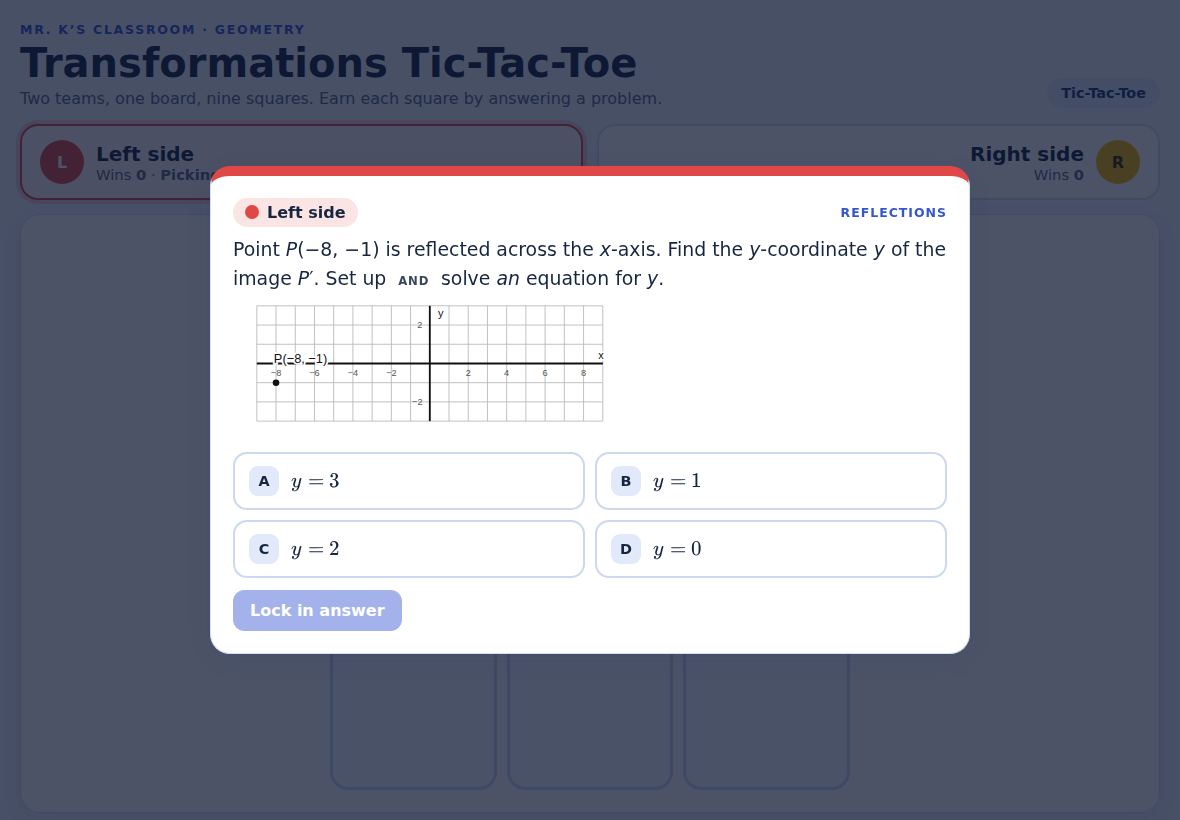 MR. K'S CLASSROOM · GEOMETRY
Transformations Tic-Tac-Toe
Two teams, one board, nine squares. Earn each square by answering a problem.
Tic-Tac-Toe
L
Left side
Wins 0 · Picking
Right side
Wins 0
R
Left side
REFLECTIONS
Point P(−8, −1) is reflected across the x-axis. Find the y-coordinate y of the
image P′. Set up AND solve an equation for y.
y
2
P(−8, −1)
x
−8 −6 −4 −2 2 4 6 8
−2
A y = 3
B y = 1
C y = 2
D y = 0
Lock in answer